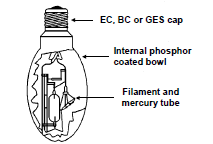 EC, BC or GES cap
Internal phosphor
coated bowl
Filament and
mercury tube